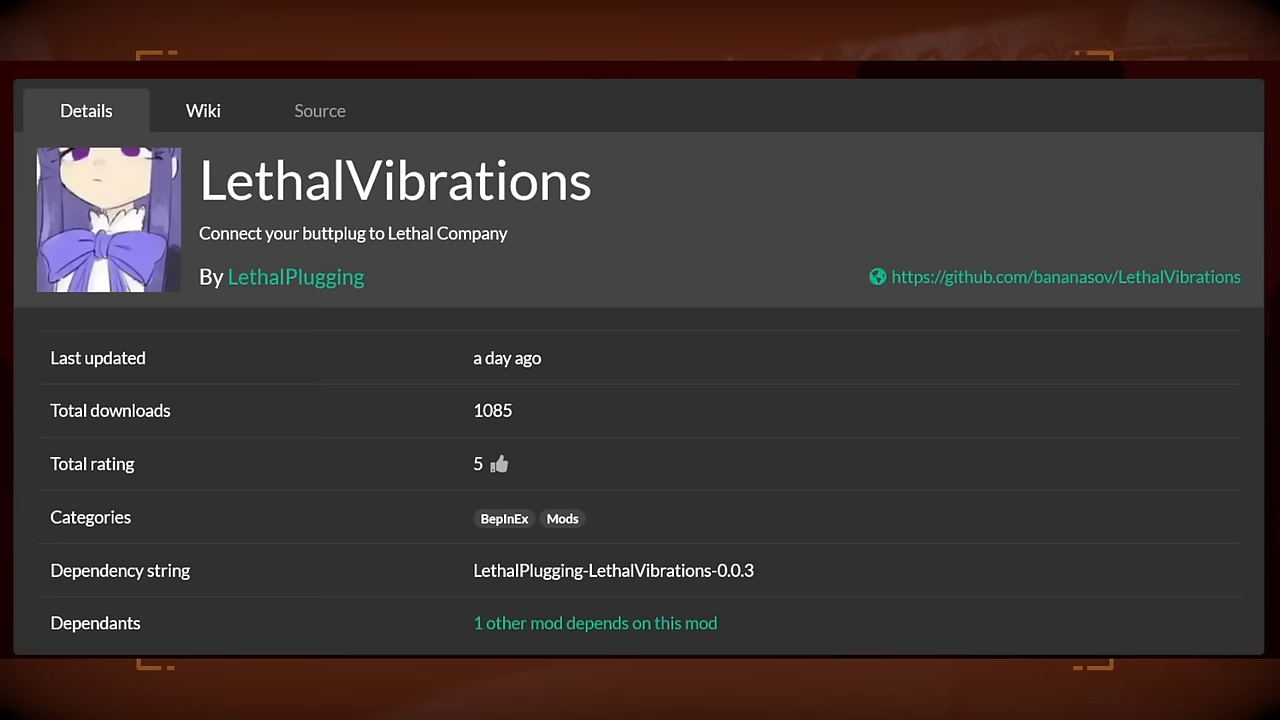 Details Wiki Source
LethalVibrations
Connect your buttplug to Lethal Company
By LethalPlugging https://github.com/bananasov/LethalVibrations
Last updated a day ago
Total downloads 1085
Total rating 5
Categories BepInEx Mods
Dependency string LethalPlugging-LethalVibrations-0.0.3
Dependants 1 other mod depends on this mod